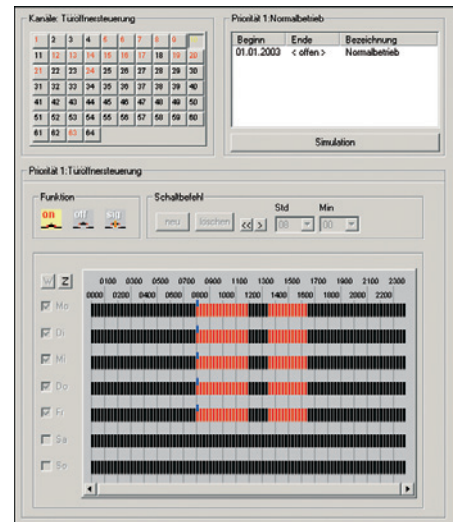 Kanäle: Türöffnersteuerung
1 2 3 4 5 6 7 8 9
11 12 13 14 15 16 17 18 19 20
21 22 23 24 25 26 27 28 29 30
31 32 33 34 35 36 37 38 39 40
41 42 43 44 45 46 47 48 49 50
51 52 53 54 55 56 57 58 59 60
61 62 63 64
Priorität 1:Normalbetrieb
Beginn Ende Bezeichnung
01.01.2003 < offen > Normalbetrieb
Simulation
Priorität 1:Türöffnersteuerung
Funktion
on off sig
Schaltbefehl
neu löschen << >
Std Min
08 00
W Z
0100 0300 0500 0700 0900 1100 1300 1500 1700 1900 2100 2300
0000 0200 0400 0600 0800 1000 1200 1400 1600 1800 2000 2200
Mo
Di
Mi
Do
Fr
Sa
So